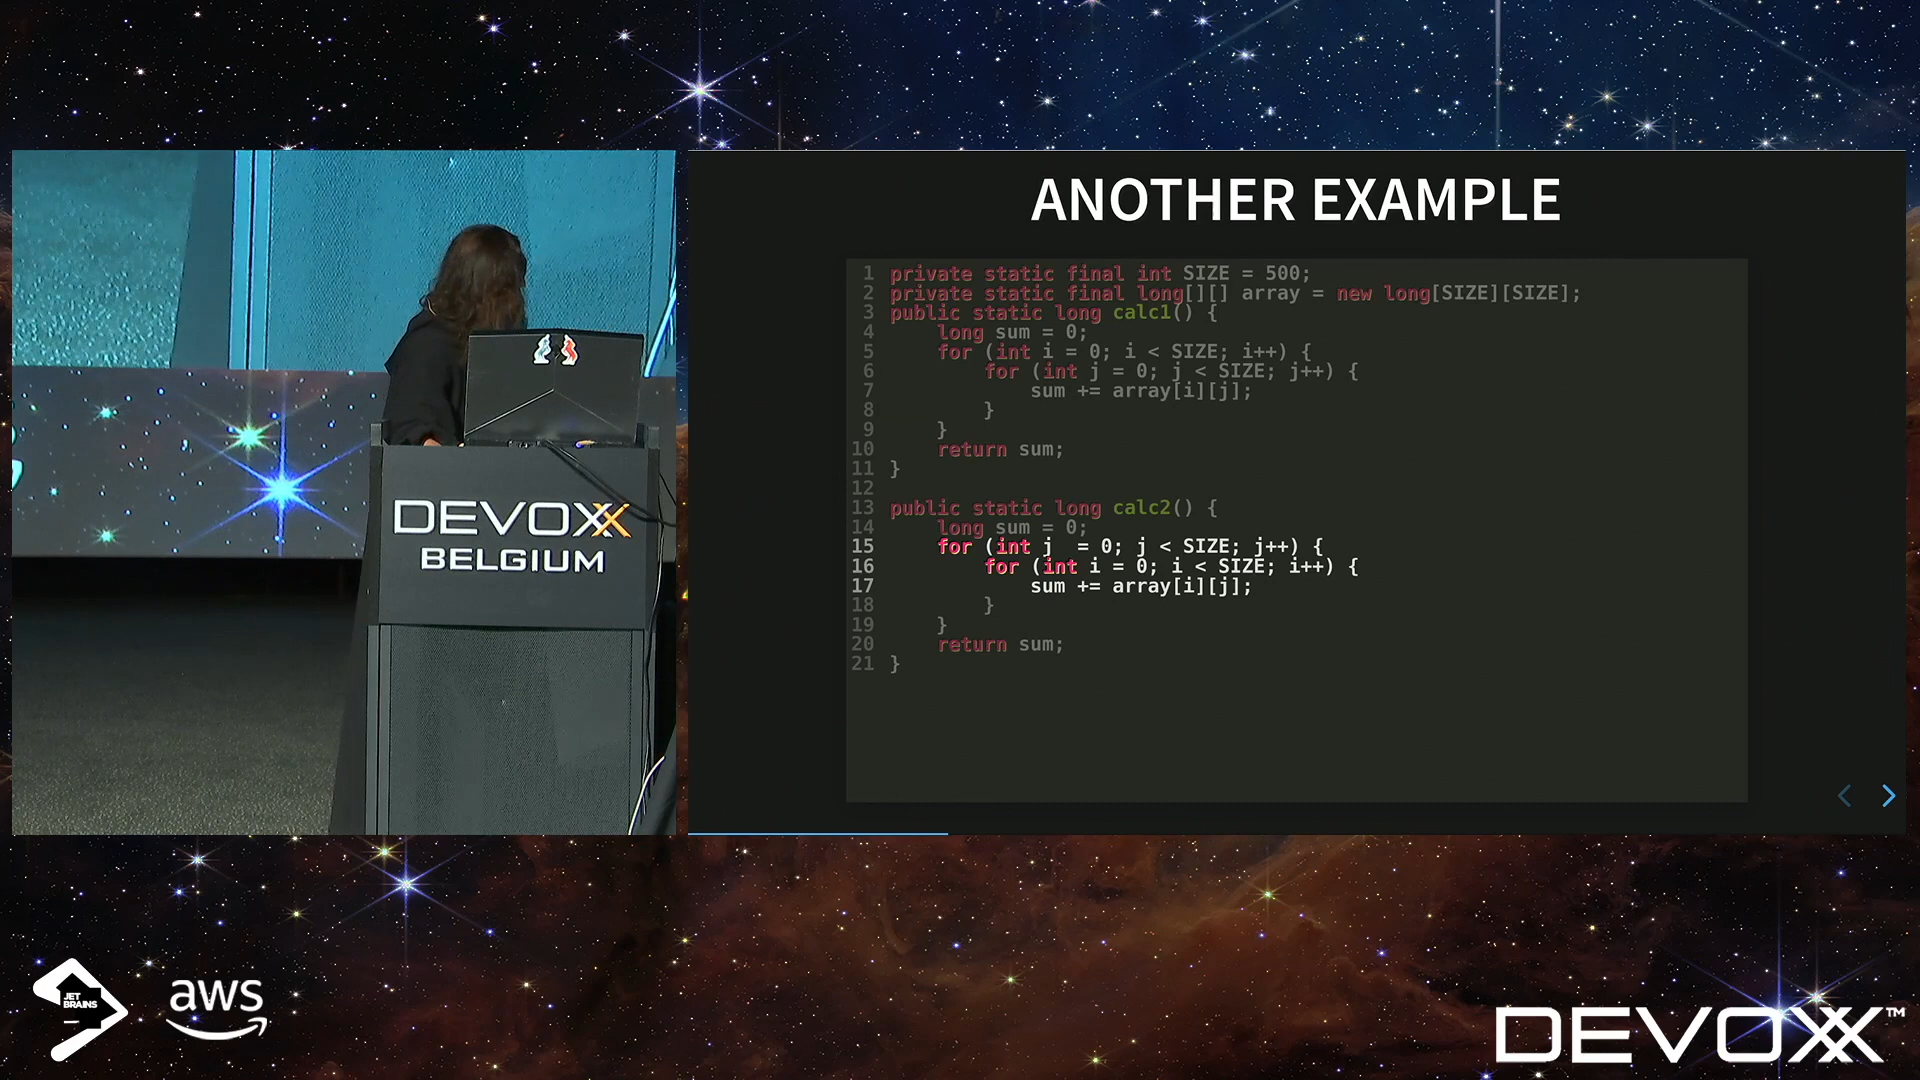 ANOTHER EXAMPLE
1 private static final int SIZE = 500;
2 private static final long[][] array = new long[SIZE][SIZE];
3 public static long calc1() {
4     long sum = 0;
5     for (int i = 0; i < SIZE; i++) {
6         for (int j = 0; j < SIZE; j++) {
7             sum += array[i][j];
8         }
9     }
10     return sum;
11 }
12
13 public static long calc2() {
14     long sum = 0;
15     for (int j  = 0; j < SIZE; j++) {
16         for (int i = 0; i < SIZE; i++) {
17             sum += array[i][j];
18         }
19     }
20     return sum;
21 }
DEVOXX
BELGIUM
JET
BRAINS
aws
DEVOXX™